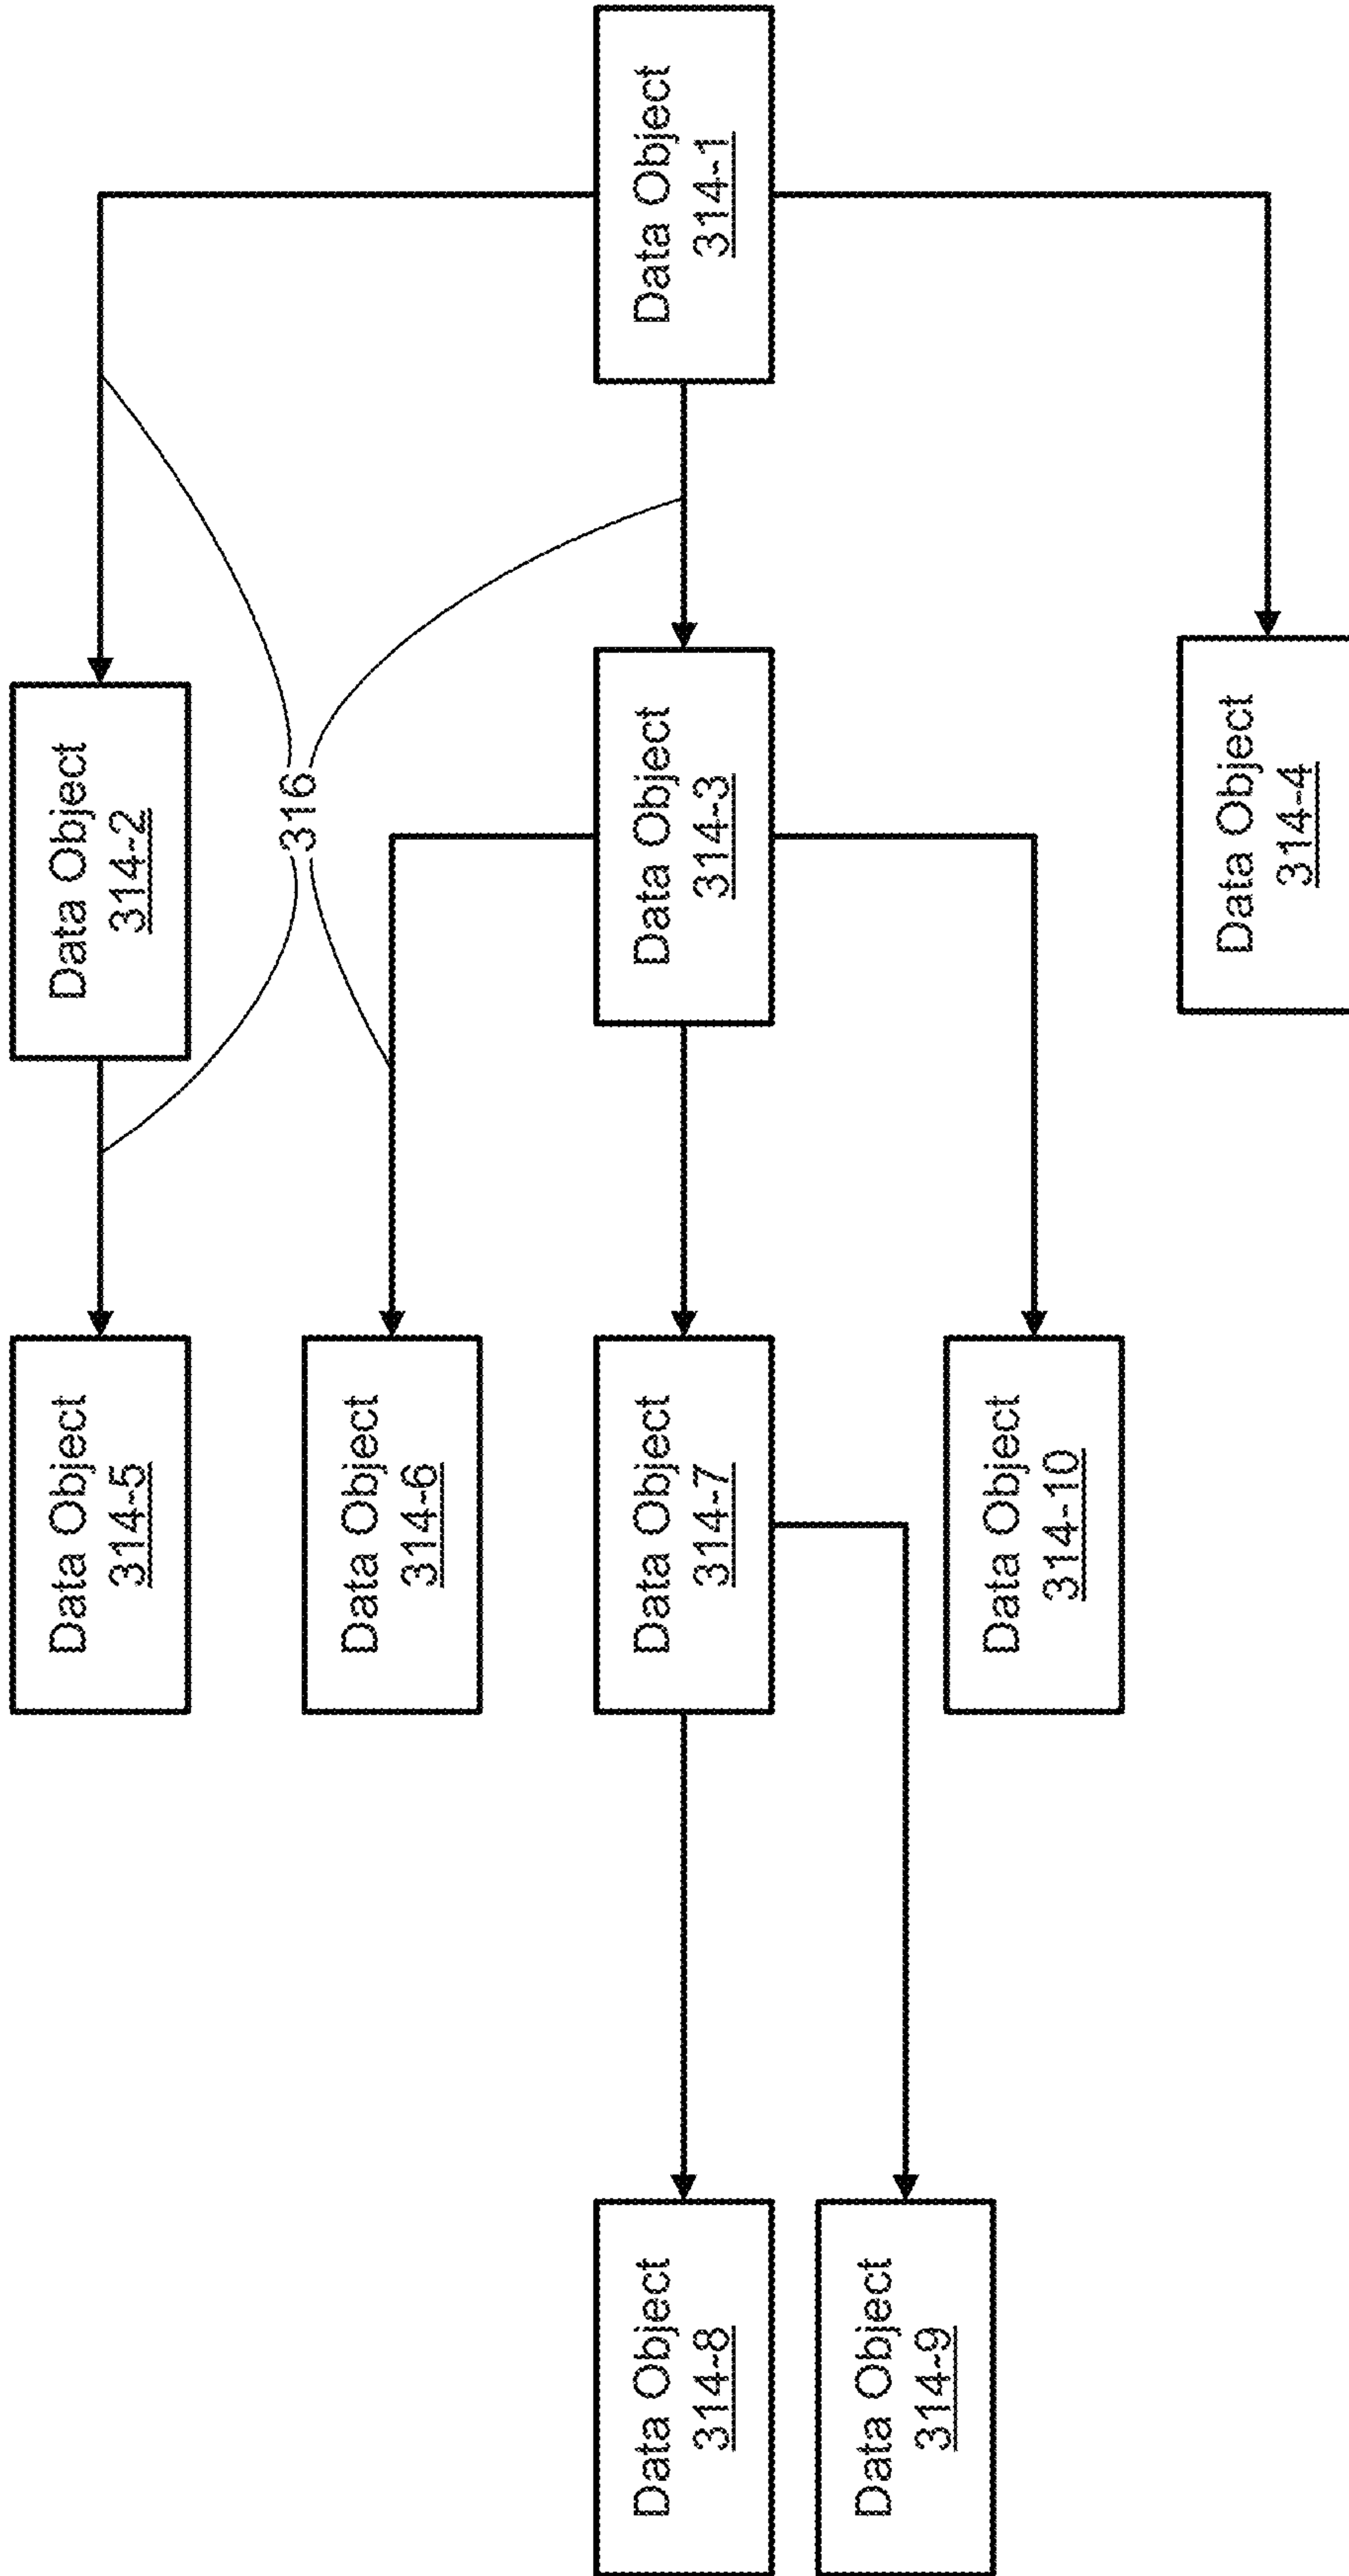 Data Object
314-1
Data Object
314-2
Data Object
314-3
Data Object
314-4
316
Data Object
314-5
Data Object
314-6
Data Object
314-7
Data Object
314-10
Data Object
314-8
Data Object
314-9